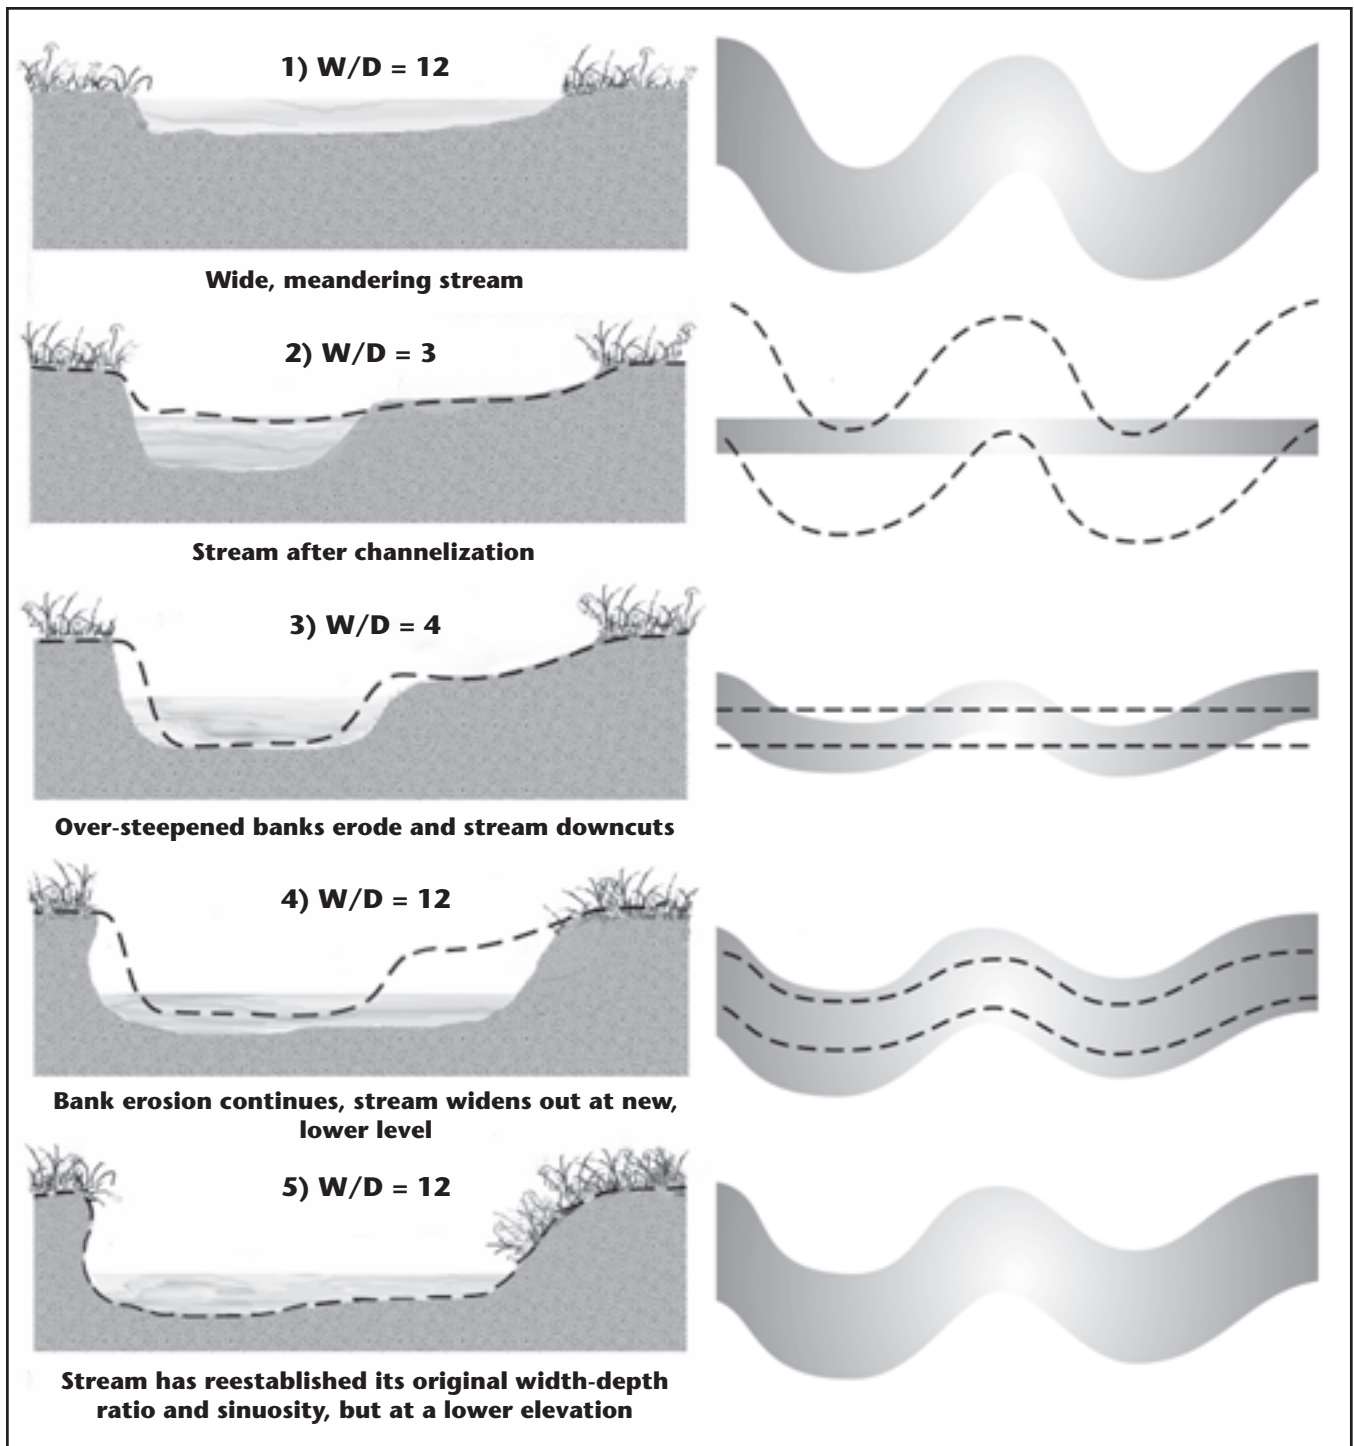 1) W/D = 12
Wide, meandering stream
2) W/D = 3
Stream after channelization
3) W/D = 4
Over-steepened banks erode and stream downcuts
4) W/D = 12
Bank erosion continues, stream widens out at new,
lower level
5) W/D = 12
Stream has reestablished its original width-depth
ratio and sinuosity, but at a lower elevation